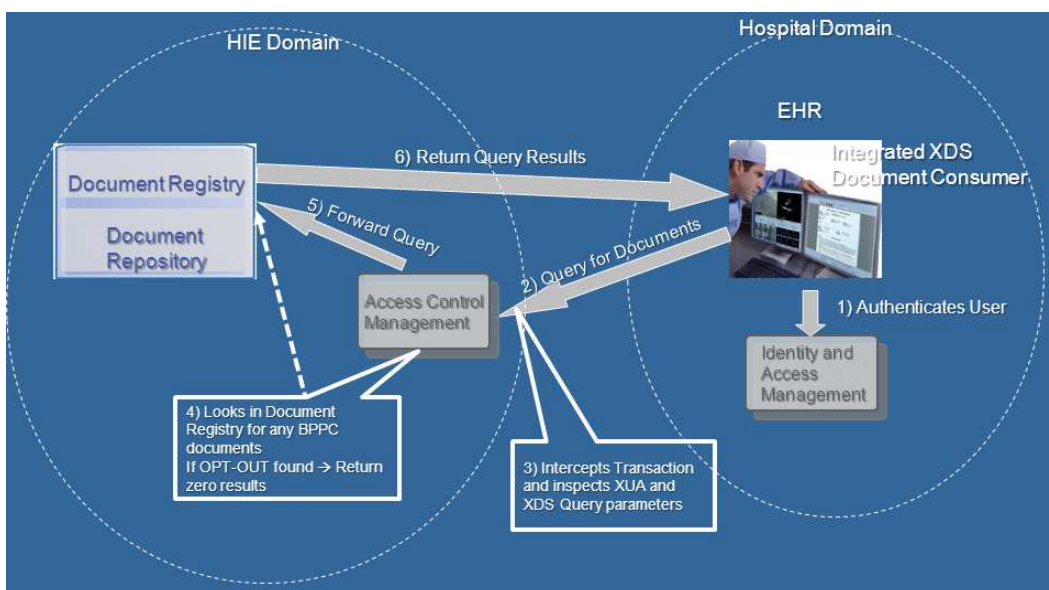 HIE Domain
Hospital Domain
EHR
Integrated XDS
Document Consumer
6) Return Query Results
Document Registry
Document
Repository
5) Forward Query
2) Query for Documents
Access Control
Management
1) Authenticates User
Identity and
Access
Management
4) Looks in Document
Registry for any BPPC
documents
If OPT-OUT found → Return
zero results
3) Intercepts Transaction
and inspects XUA and
XDS Query parameters